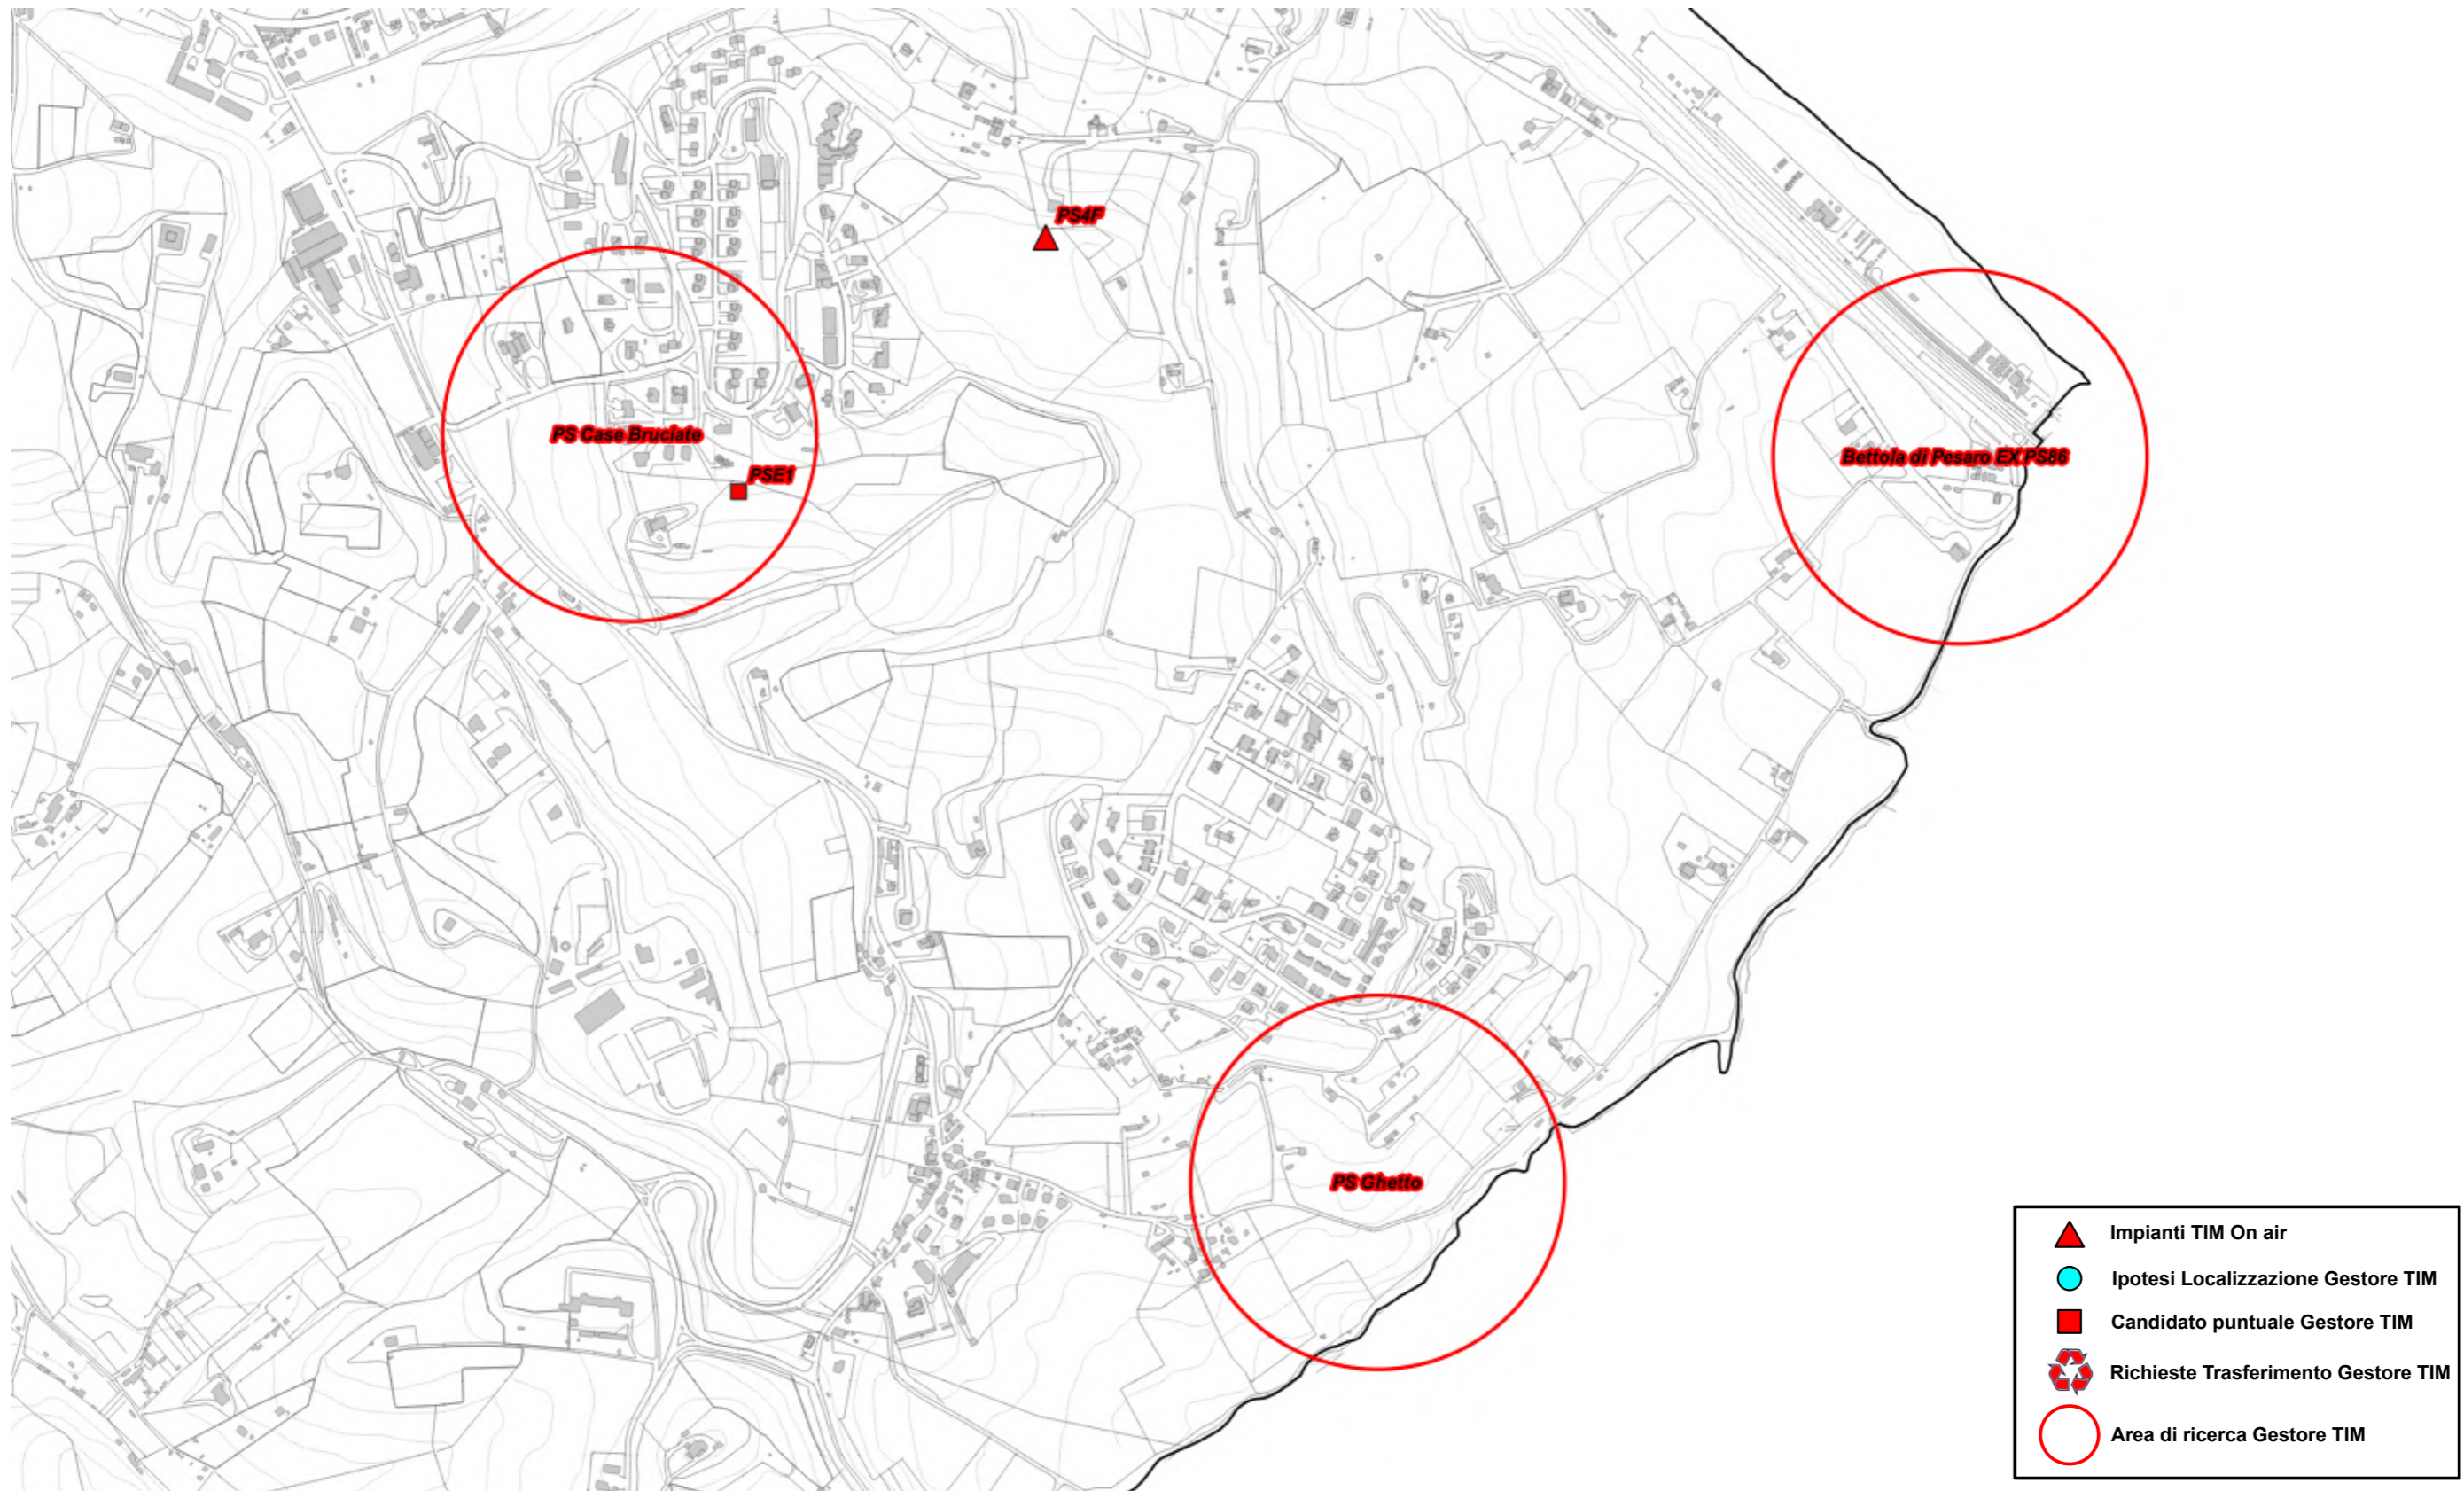 PS4F
PS Case Bruciate
PSE1
Bettola di Pesaro EX PS86
PS Ghetto
Impianti TIM On air
Ipotesi Localizzazione Gestore TIM
Candidato puntuale Gestore TIM
Richieste Trasferimento Gestore TIM
Area di ricerca Gestore TIM